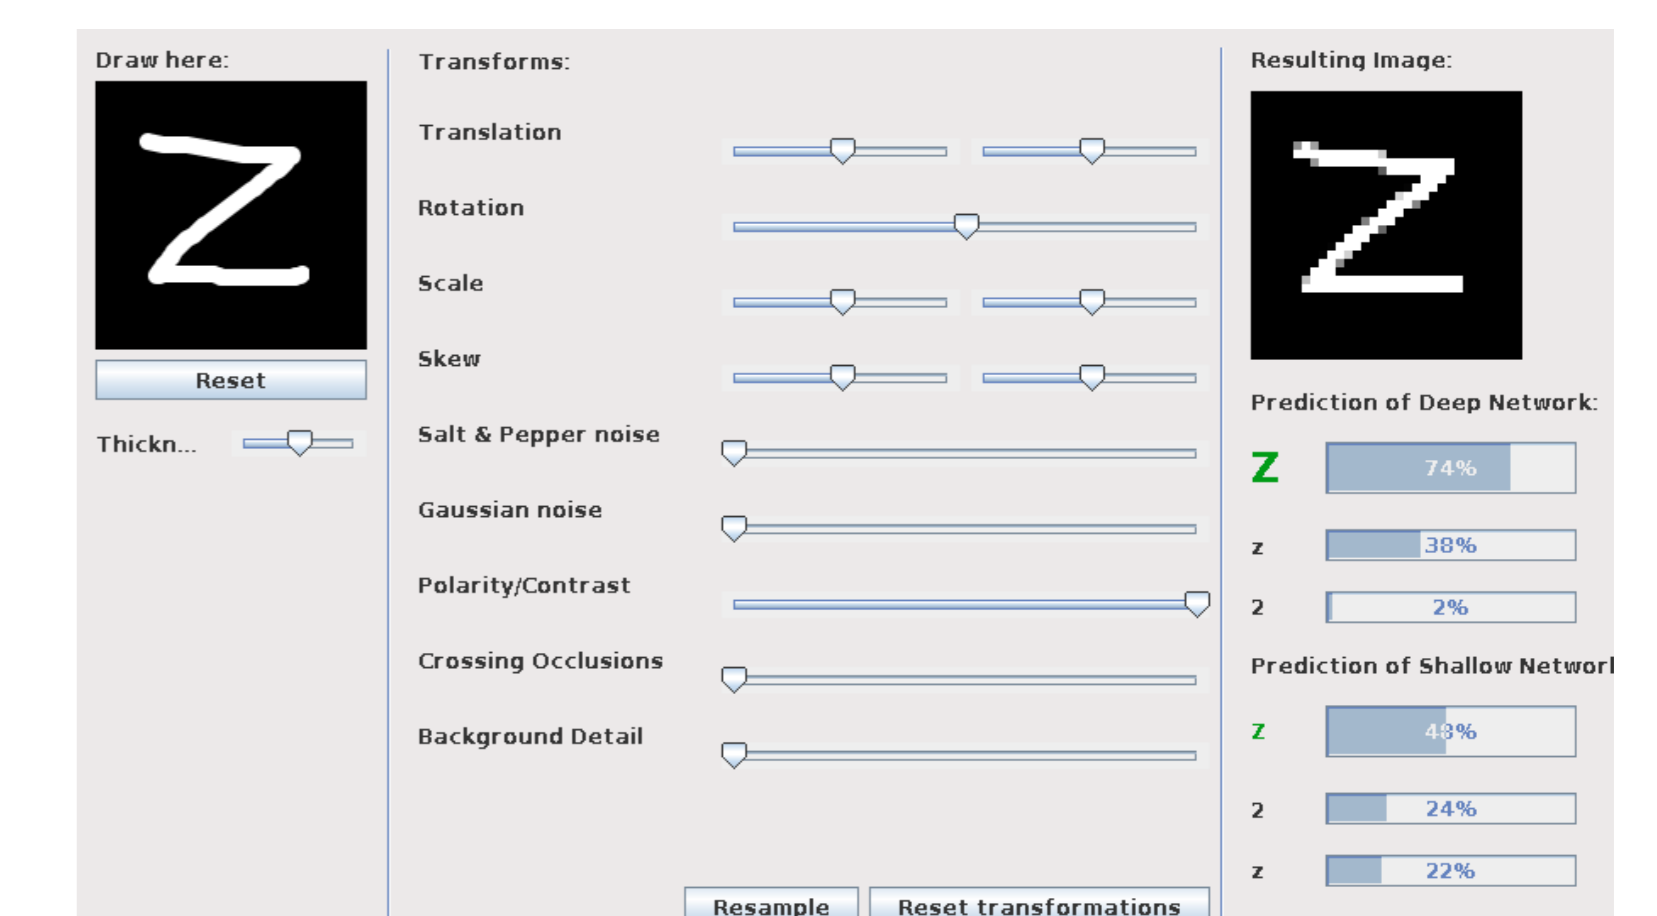 Draw here:
Z
Reset
Thickn...
Transforms:
Translation
Rotation
Scale
Skew
Salt & Pepper noise
Gaussian noise
Polarity/Contrast
Crossing Occlusions
Background Detail
Resample
Reset transformations
Resulting Image:
Z
Prediction of Deep Network:
Z 74%
z 38%
2 2%
Prediction of Shallow Network
Z 48%
2 24%
z 22%